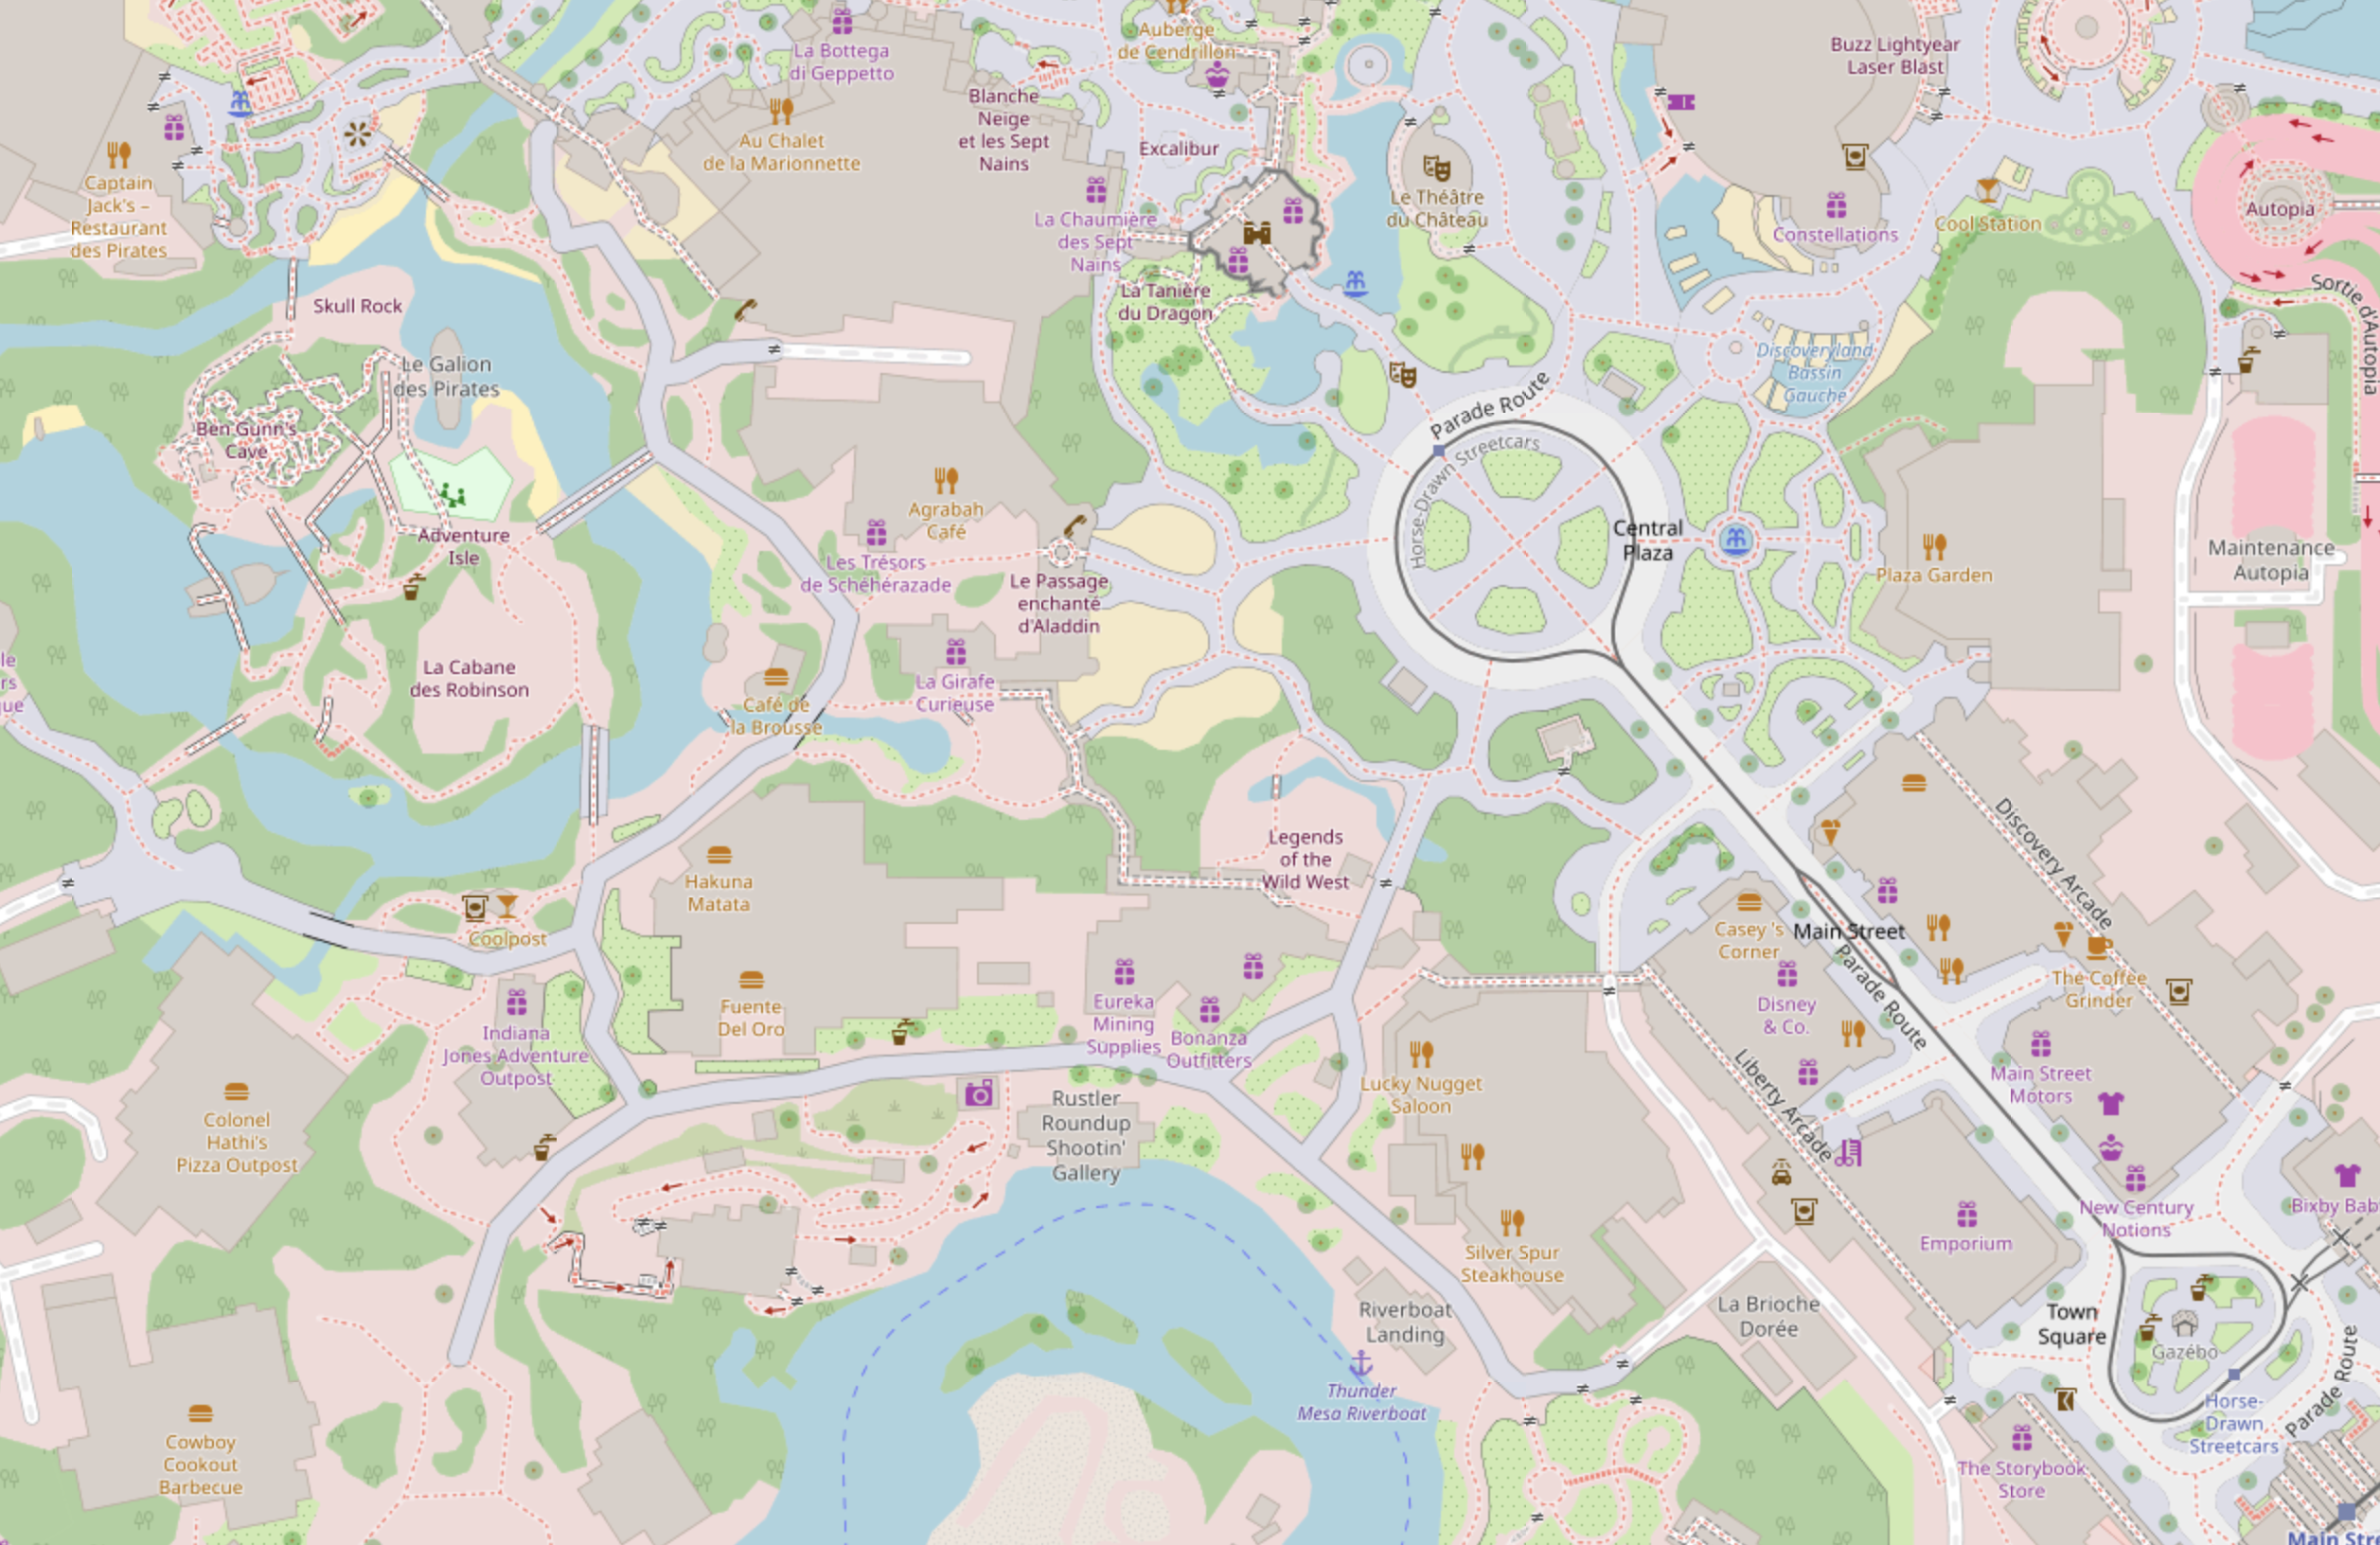 La Bottega
di Geppetto
Auberge
de Cendrillon
Buzz Lightyear
Laser Blast
Au Chalet
de la Marionnette
Blanche
Neige
et les Sept
Nains
Excalibur
Captain
Jack's –
Restaurant
des Pirates
La Chaumière
des Sept
Nains
Le Théâtre
du Château
Constellations
Cool Station
Autopia
Sortie d'Autopia
Skull Rock
La Tanière
du Dragon
Le Galion
des Pirates
Discoveryland
Bassin
Gauche
Parade Route
Horse-Drawn Streetcars
Ben Gunn's
Cave
Agrabah
Café
Adventure
Isle
Central
Plaza
Les Trésors
de Schéhérazade
Le Passage
enchanté
d'Aladdin
Plaza Garden
Maintenance
Autopia
le
rs
que
La Cabane
des Robinson
La Girafe
Curieuse
Café de
la Brousse
Hakuna
Matata
Legends
of the
Wild West
Discovery Arcade
Casey 's
Corner
Main Street
Parade Route
Coolpost
The Coffee
Grinder
Fuente
Del Oro
Eureka
Mining
Supplies
Bonanza
Outfitters
Disney
& Co.
Indiana
Jones Adventure
Outpost
Lucky Nugget
Saloon
Main Street
Motors
Liberty Arcade
Colonel
Hathi's
Pizza Outpost
Rustler
Roundup
Shootin'
Gallery
New Century
Notions
Bixby Bab
Emporium
Silver Spur
Steakhouse
Riverboat
Landing
La Brioche
Dorée
Town
Square
Gazébo
Parade Route
Thunder
Mesa Riverboat
Horse-
Drawn
Streetcars
Cowboy
Cookout
Barbecue
The Storybook
Store
Main Stre